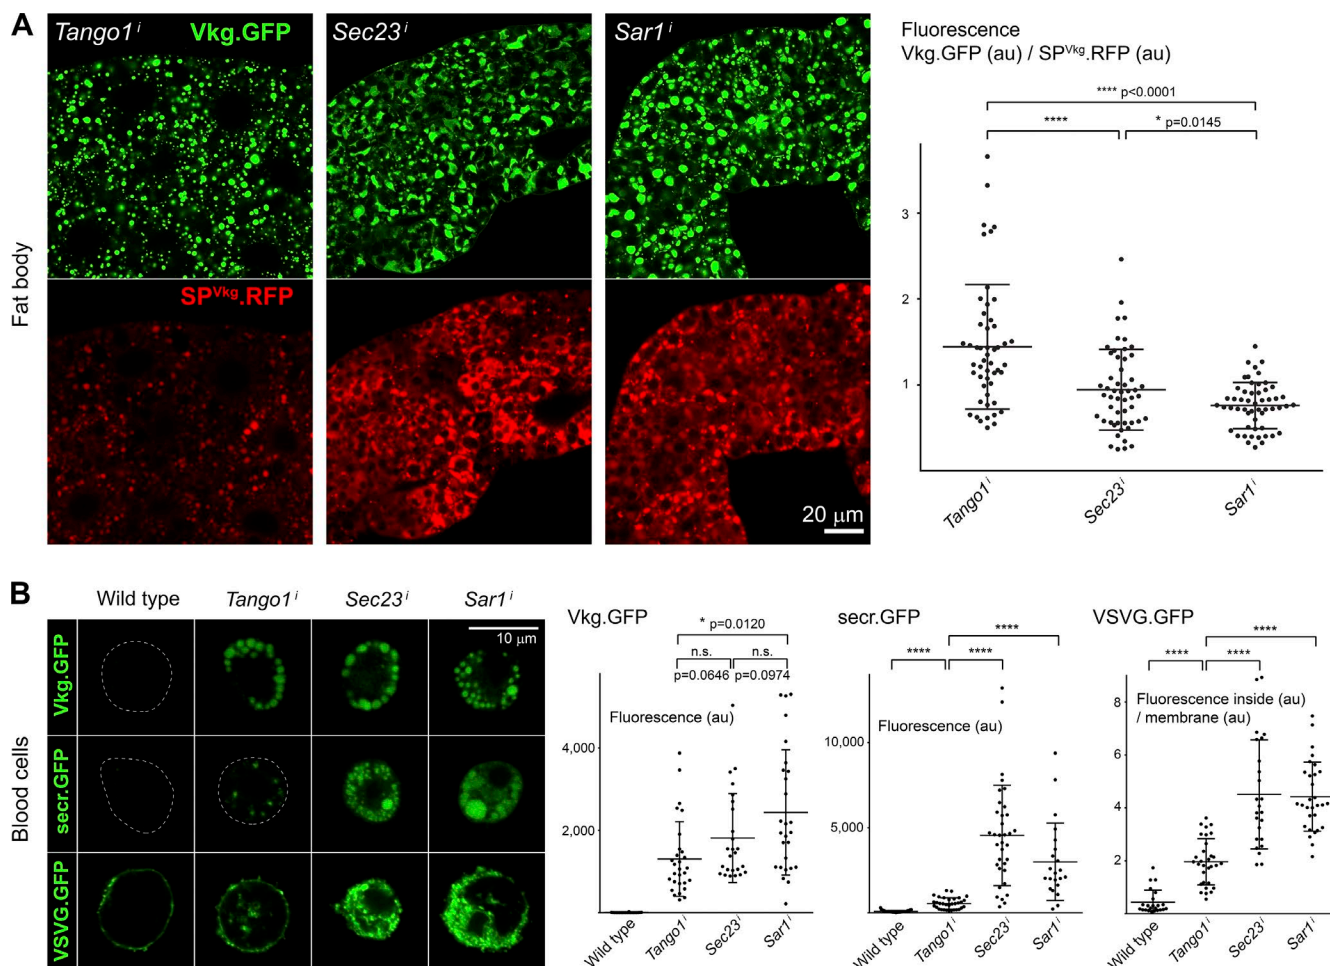 A
Tango1ⁱ
Vkg.GFP
Sec23ⁱ
Sar1ⁱ
Fat body
SPⱽᵏᵍ.RFP
20 μm
Fluorescence
Vkg.GFP (au) / SPⱽᵏᵍ.RFP (au)
**** p<0.0001
****
* p=0.0145
3
2
1
Tango1ⁱ
Sec23ⁱ
Sar1ⁱ
B
Wild type
Tango1ⁱ
Sec23ⁱ
Sar1ⁱ
10 μm
Blood cells
Vkg.GFP
secr.GFP
VSVG.GFP
Vkg.GFP
* p=0.0120
n.s.
n.s.
p=0.0646
p=0.0974
Fluorescence (au)
4,000
2,000
Wild type
Tango1ⁱ
Sec23ⁱ
Sar1ⁱ
secr.GFP
****
****
****
Fluorescence (au)
10,000
5,000
Wild type
Tango1ⁱ
Sec23ⁱ
Sar1ⁱ
VSVG.GFP
****
****
****
Fluorescence inside (au)
/ membrane (au)
8
6
4
2
Wild type
Tango1ⁱ
Sec23ⁱ
Sar1ⁱ